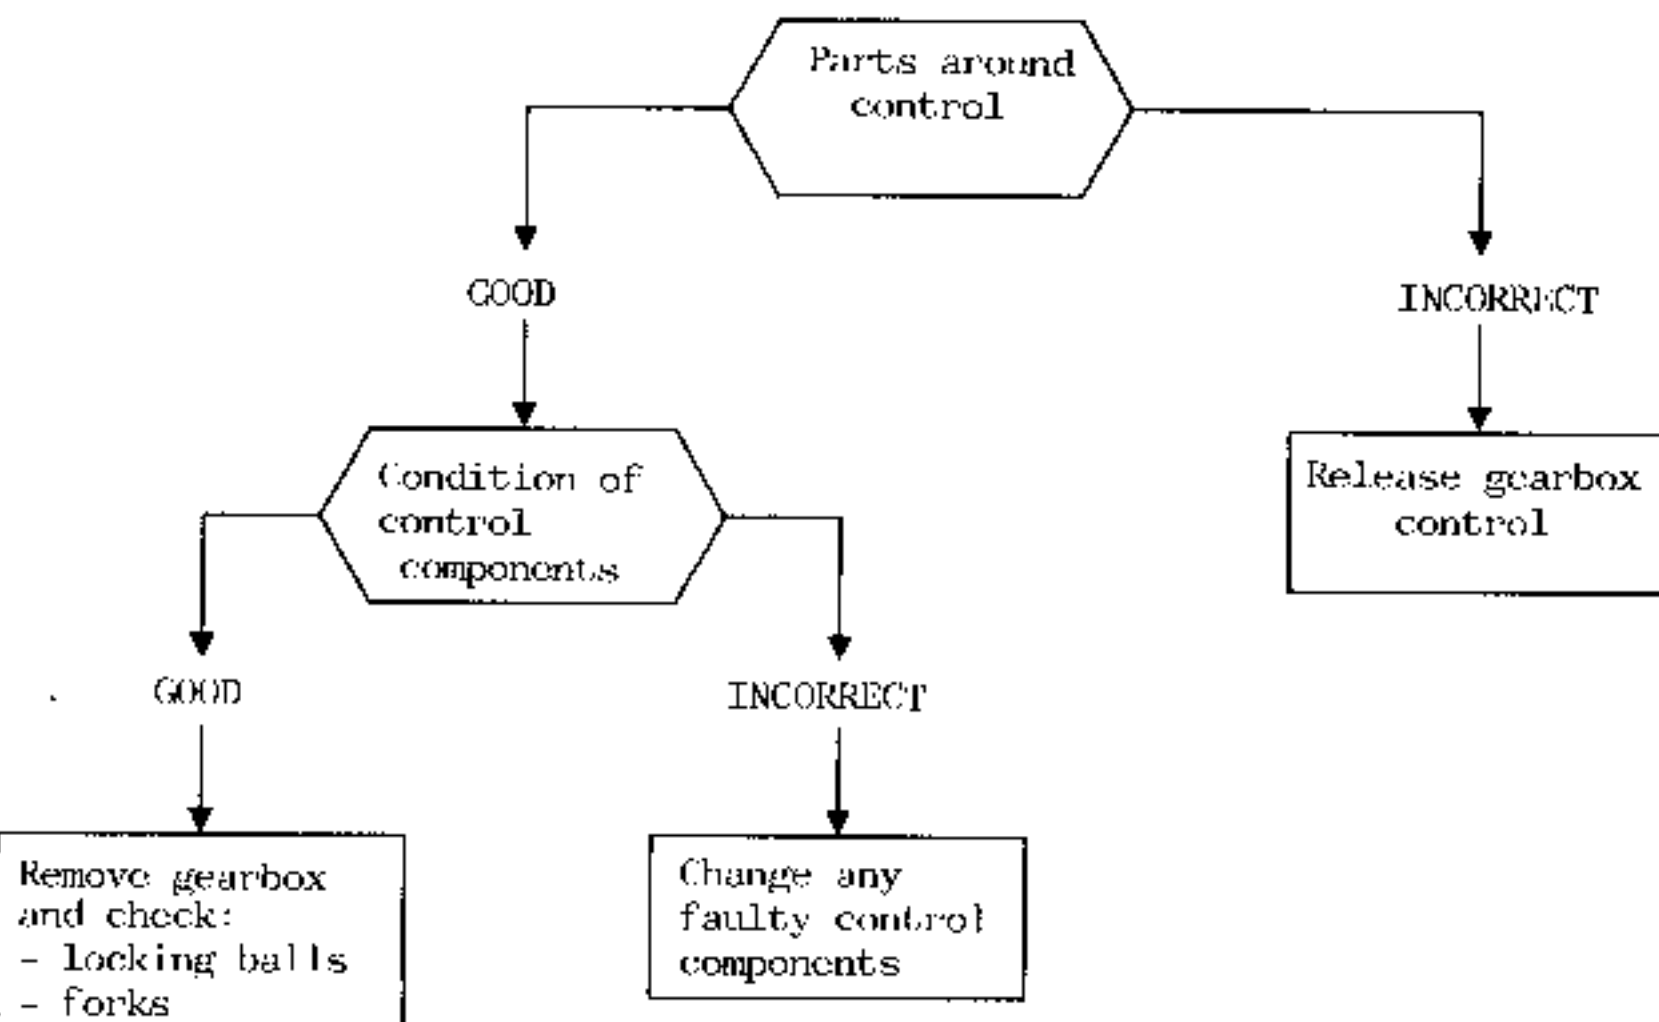 Parts around
control
GOOD
INCORRECT
Condition of
control
components
Release gearbox
control
GOOD
INCORRECT
Remove gearbox
and check:
- locking balls
- forks
Change any
faulty control
components